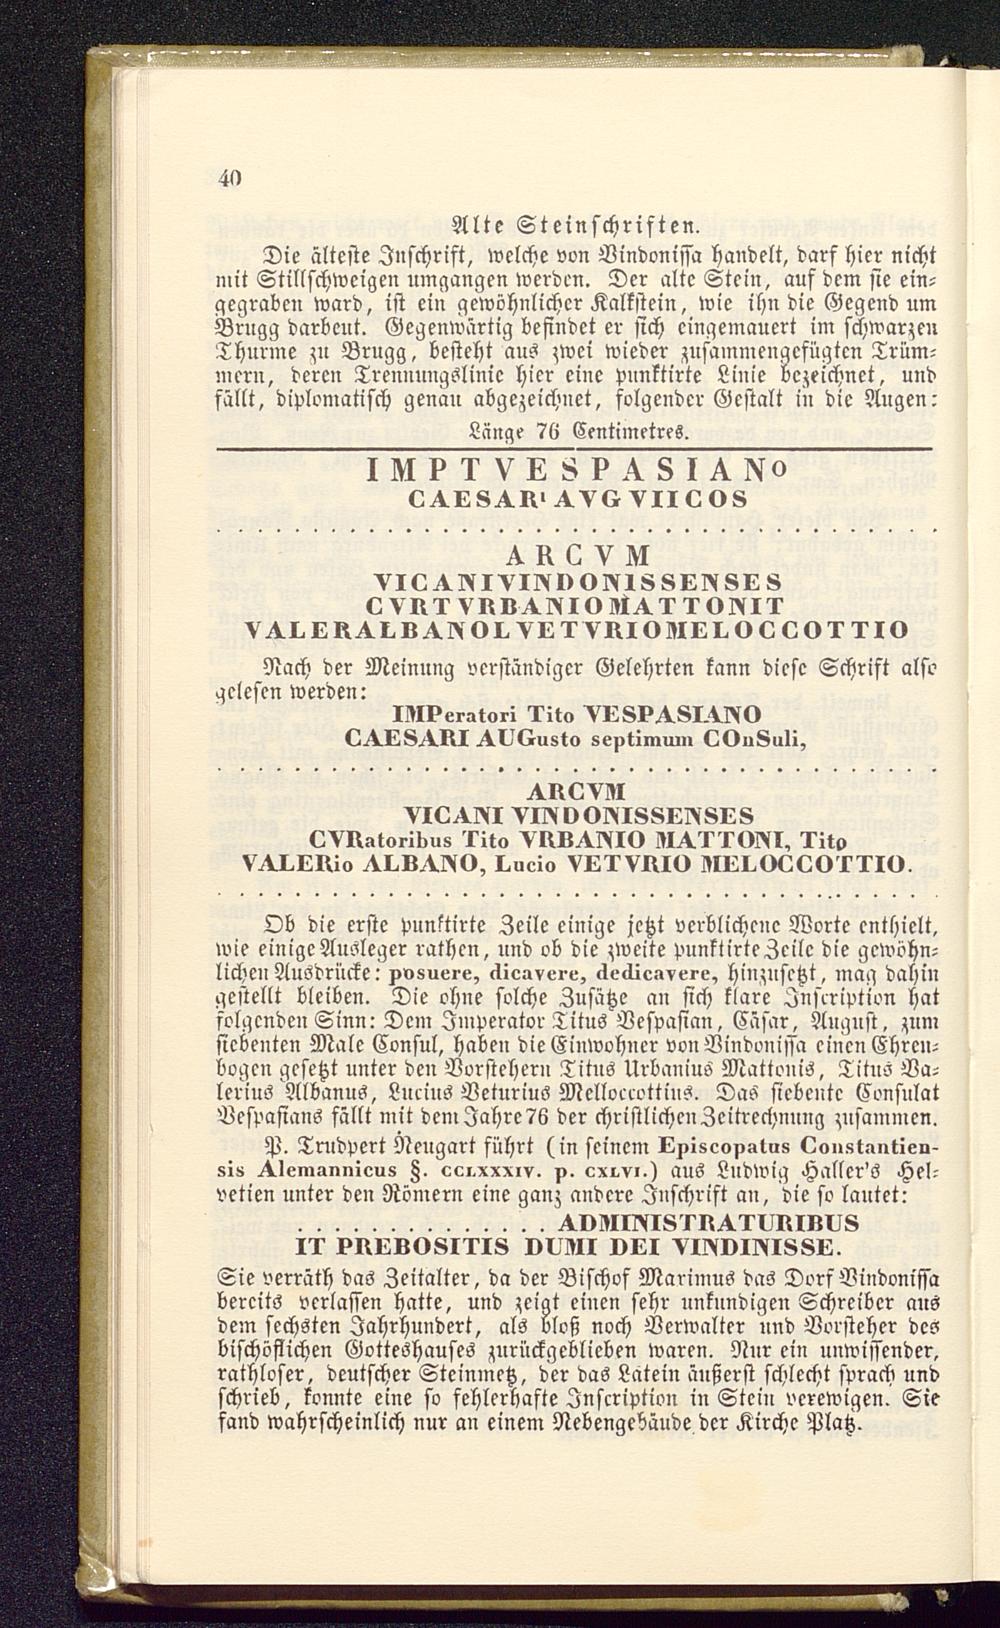 40
Alte Steinschriften.
Die älteste Inschrift, welche von Vindonissa handelt, darf hier nicht
mit Stillschweigen umgangen werden. Der alte Stein, auf dem sie ein-
gegraben ward, ist ein gewöhnlicher Kalkstein, wie ihn die Gegend um
Brugg darbeut. Gegenwärtig befindet er sich eingemauert im schwarzen
Thurme zu Brugg, besteht aus zwei wieder zusammengefügten Trüm-
mern, deren Trennungslinie hier eine punktirte Linie bezeichnet, und
fällt, diplomatisch genau abgezeichnet, folgender Gestalt in die Augen:
Länge 76 Centimetres.
IMPTVESPASIANO
CAESARI AVGVIICOS
. . . . . . . . . . . . . . . . . . . . . . . . . . . . . . . . .
ARCVM
VICANIVINDONISSENSES
CVRTVRBANIOMATTONIT
VALERALBANOLVETVRIOMELOCCOTTIO
Nach der Meinung verständiger Gelehrten kann diese Schrift also
gelesen werden:
IMPeratori Tito VESPASIANO
CAESARI AUGusto septimum COnSuli,
. . . . . . . . . . . . . . . . . . . . . . . . . . . . . . . . .
ARCVM
VICANI VINDONISSENSES
CVRatoribus Tito VRBANIO MATTONI, Tito
VALERio ALBANO, Lucio VETVRIO MELOCCOTTIO.
. . . . . . . . . . . . . . . . . . . . . . . . . . . . . . . . .
Ob die erste punktirte Zeile einige jetzt verblichene Worte enthielt,
wie einige Ausleger rathen, und ob die zweite punktirte Zeile die gewöhn-
lichen Ausdrücke: posuere, dicavere, dedicavere, hinzusetzt, mag dahin
gestellt bleiben. Die ohne solche Zusätze an sich klare Inscription hat
folgenden Sinn: Dem Imperator Titus Vespasian, Cäsar, August, zum
siebenten Male Consul, haben die Einwohner von Vindonissa einen Ehren-
bogen gesetzt unter den Vorstehern Titus Urbanius Mattonis, Titus Va-
lerius Albanus, Lucius Veturius Melloccottius. Das siebente Consulat
Vespasians fällt mit dem Jahre 76 der christlichen Zeitrechnung zusammen.
P. Trudpert Neugart führt (in seinem Episcopatus Constantien-
sis Alemannicus §. CCLXXXIV. p. CXLVI.) aus Ludwig Haller's Hel-
vetien unter den Römern eine ganz andere Inschrift an, die so lautet:
. . . . . . . . . ADMINISTRATURIBUS
IT PREBOSITIS DUMI DEI VINDINISSE.
Sie verräth das Zeitalter, da der Bischof Maximus das Dorf Vindonissa
bereits verlassen hatte, und zeigt einen sehr unkundigen Schreiber aus
dem sechsten Jahrhundert, als bloß noch Verwalter und Vorsteher des
bischöflichen Gotteshauses zurückgeblieben waren. Nur ein unwissender,
rathloser, deutscher Steinmetz, der das Latein äußerst schlecht sprach und
schrieb, konnte eine so fehlerhafte Inscription in Stein verewigen. Sie
fand wahrscheinlich nur an einem Nebengebäude der Kirche Platz.